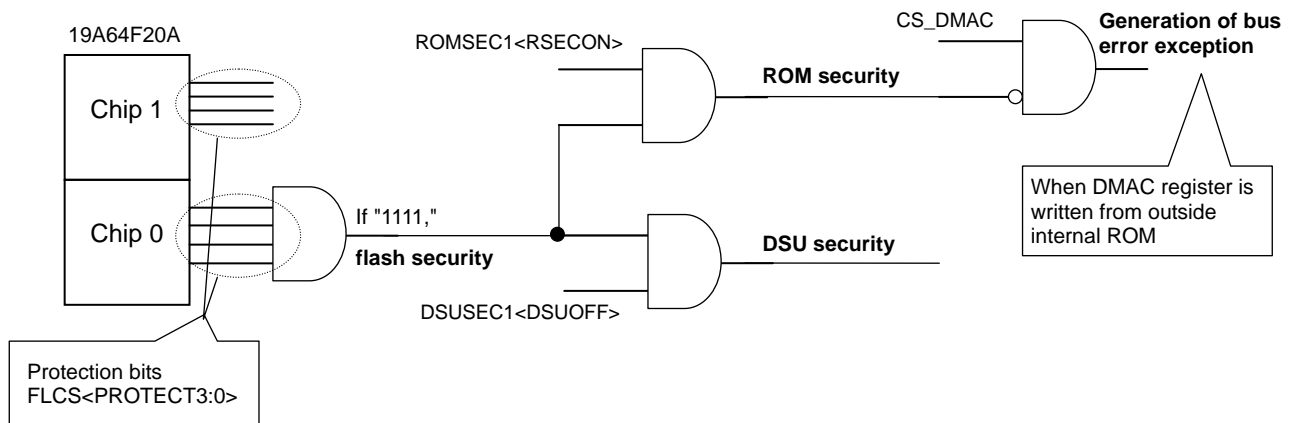 19A64F20A
Chip 1
Chip 0
Protection bits
FLCS<PROTECT3:0>
If "1111,"
flash security
ROMSEC1<RSECON>
ROM security
DSU security
DSUSEC1<DSUOFF>
CS_DMAC
Generation of bus
error exception
When DMAC register is
written from outside
internal ROM